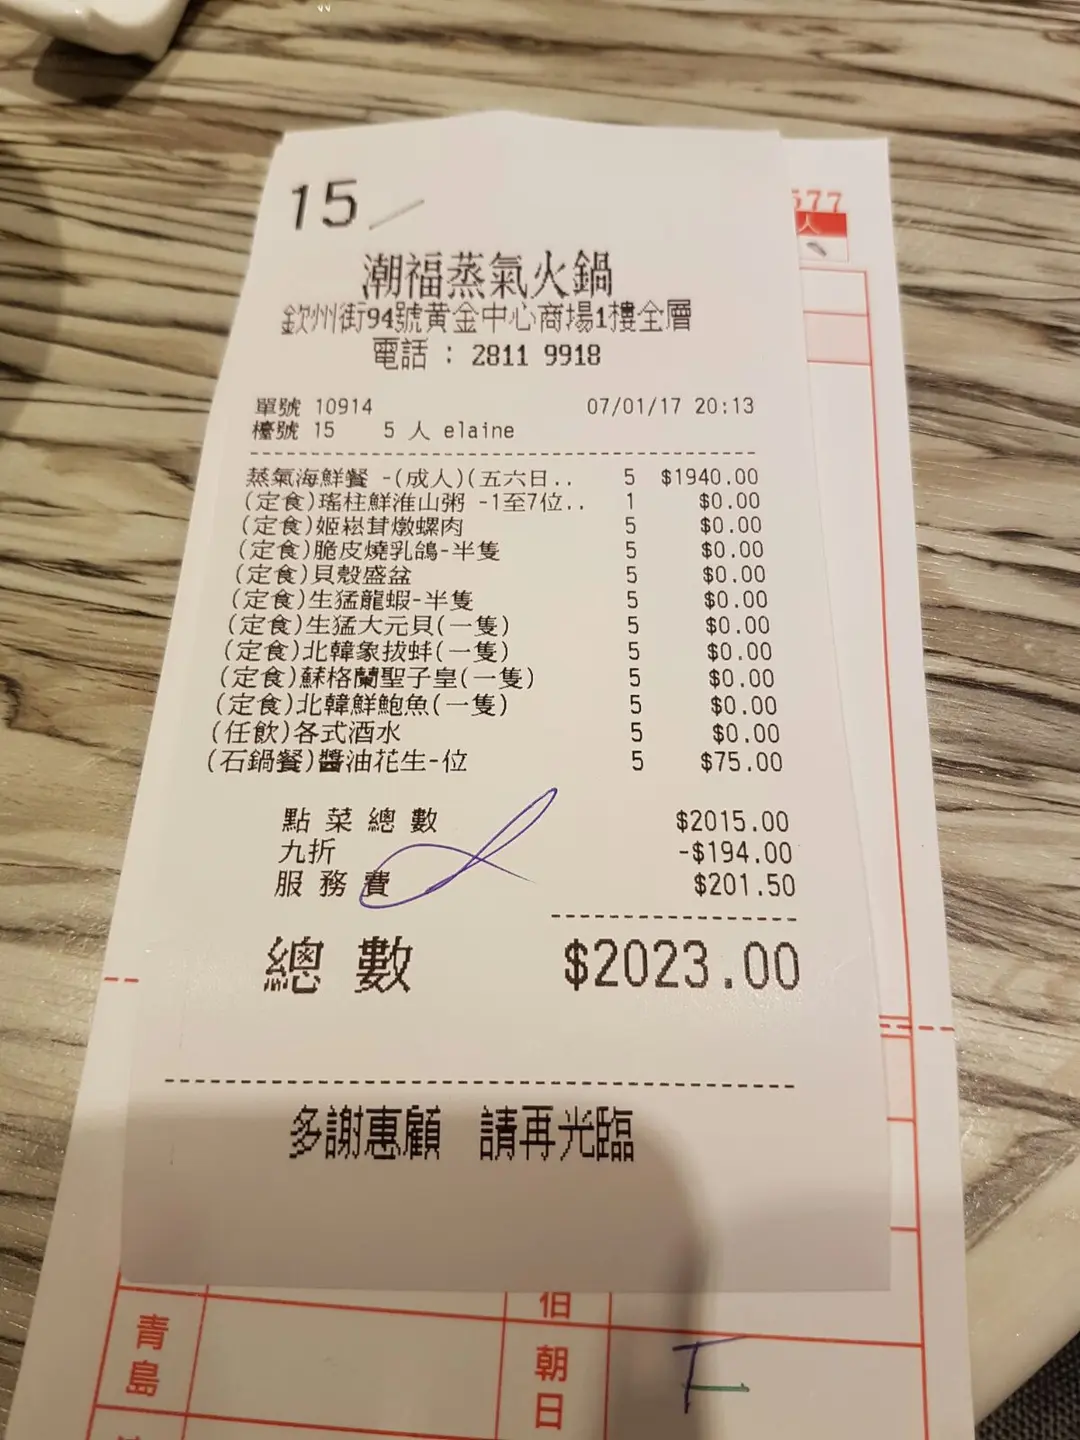 577
人
15
潮福蒸氣火鍋
欽州街94號黃金中心商場1樓全層
電話 : 2811 9918
單號 10914 07/01/17 20:13
檯號 15 5 人 elaine
蒸氣海鮮餐 -(成人)(五六日.. 5 $1940.00
(定食)瑤柱鮮淮山粥 -1至7位.. 1 $0.00
(定食)姬崧茸燉螺肉 5 $0.00
(定食)脆皮燒乳鴿-半隻 5 $0.00
(定食)貝殼盛盆 5 $0.00
(定食)生猛龍蝦-半隻 5 $0.00
(定食)生猛大元貝(一隻) 5 $0.00
(定食)北韓象拔蚌(一隻) 5 $0.00
(定食)蘇格蘭聖子皇(一隻) 5 $0.00
(定食)北韓鮮鮑魚(一隻) 5 $0.00
(任飲)各式酒水 5 $0.00
(石鍋餐)醬油花生-位 5 $75.00
點菜總數 $2015.00
九折 -$194.00
服務費 $201.50
總數 $2023.00
多謝惠顧 請再光臨
青島
朝日